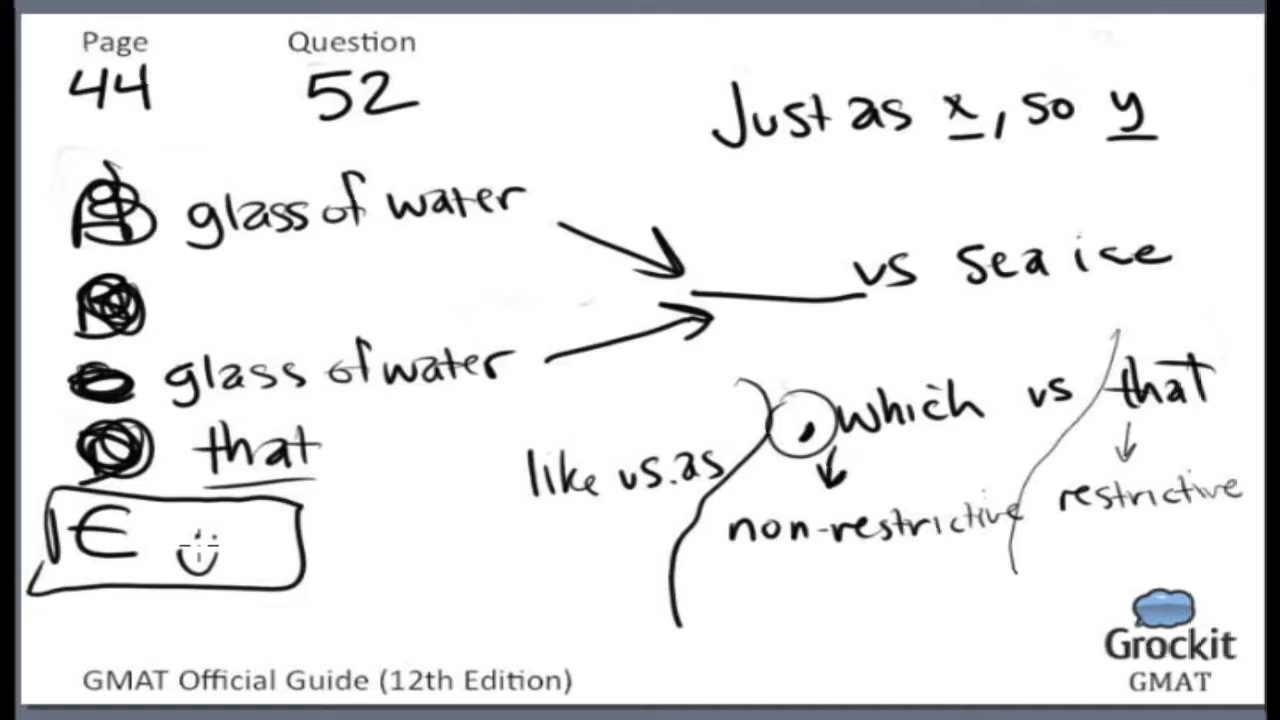 Page Question
44 52
Just as x, so y
A glass of water
vs sea ice
glass of water
, which vs that
that
like vs. as
non-restrictive
restrictive
E
GMAT Official Guide (12th Edition)
Grockit
GMAT